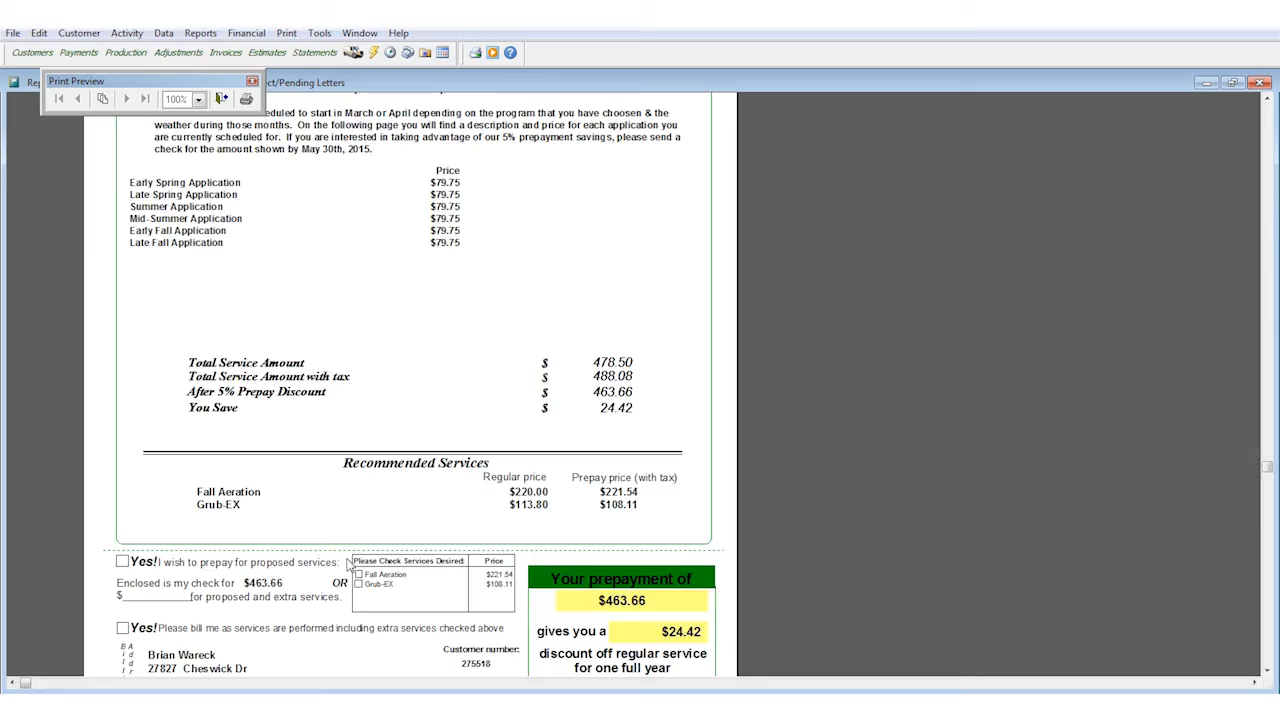 File Edit Customer Activity Data Reports Financial Print Tools Window Help
Customers Payments Production Adjustments Invoices Estimates Statements
Print Preview
Rep
ct/Pending Letters
100%
eduled to start in March or April depending on the program that you have choosen & the
weather during those months. On the following page you will find a description and price for each application you
are currently scheduled for. If you are interested in taking advantage of our 5% prepayment savings, please send a
check for the amount shown by May 30th, 2015.
Price
Early Spring Application $79.75
Late Spring Application $79.75
Summer Application $79.75
Mid-Summer Application $79.75
Early Fall Application $79.75
Late Fall Application $79.75
Total Service Amount $ 478.50
Total Service Amount with tax $ 488.08
After 5% Prepay Discount $ 463.66
You Save $ 24.42
Recommended Services
Regular price Prepay price (with tax)
Fall Aeration $220.00 $221.54
Grub-EX $113.80 $108.11
Yes! I wish to prepay for proposed services:
Enclosed is my check for $463.66 OR
$____________for proposed and extra services.
Please Check Services Desired: Price
Fall Aeration $221.54
Grub-EX $108.11
Yes! Please bill me as services are performed including extra services checked above
Your prepayment of
$463.66
gives you a $24.42
discount off regular service
for one full year
B A
i d
l d
l r
Brian Wareck
27827 Cheswick Dr
Customer number:
275518